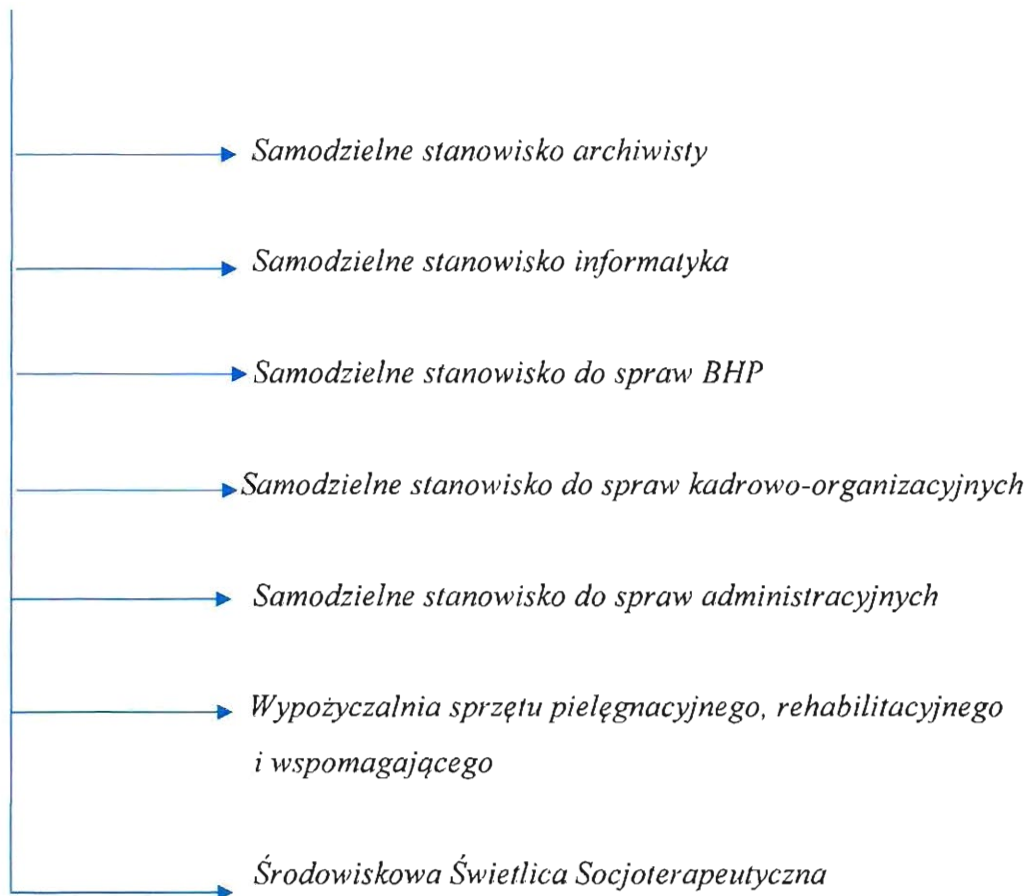 Samodzielne stanowisko archiwisty
Samodzielne stanowisko informatyka
Samodzielne stanowisko do spraw BHP
Samodzielne stanowisko do spraw kadrowo-organizacyjnych
Samodzielne stanowisko do spraw administracyjnych
Wypożyczalnia sprzętu pielęgnacyjnego, rehabilitacyjnego
i wspomagającego
Środowiskowa Świetlica Socjoterapeutyczna